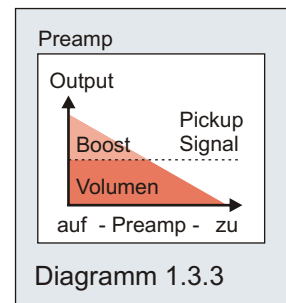 Preamp
Output
Pickup
Boost Signal
Volumen
auf - Preamp - zu
Diagramm 1.3.3